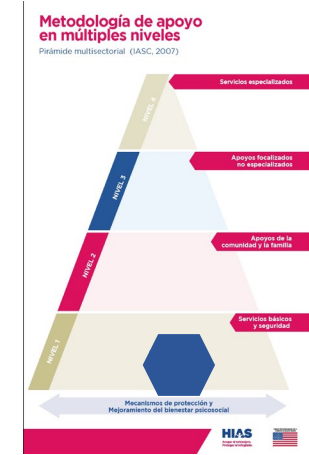 Metodología de apoyo
en múltiples niveles
Pirámide multisectorial (IASC, 2007)
Servicios especializados
NIVEL 4
Apoyos focalizados
no especializados
NIVEL 3
Apoyos de la
comunidad y la familia
NIVEL 2
Servicios básicos
y seguridad
NIVEL 1
Mecanismos de protección y
Mejoramiento del bienestar psicosocial
HIAS